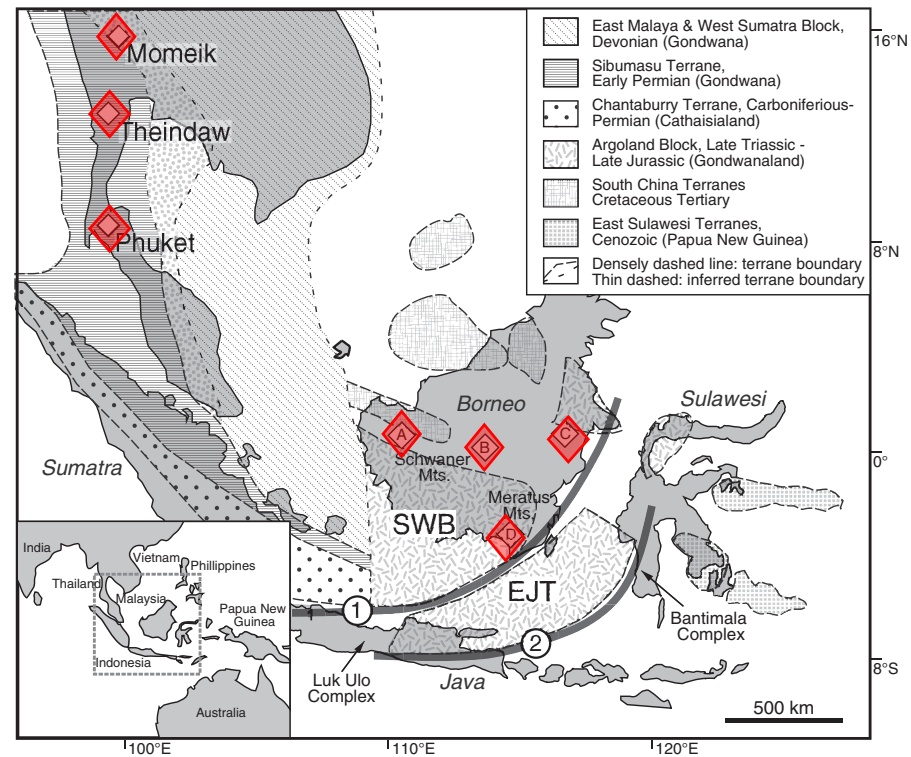 East Malaya & West Sumatra Block,
Devonian (Gondwana)
Sibumasu Terrane,
Early Permian (Gondwana)
Chantaburry Terrane, Carboniferious-
Permian (Cathaisialand)
Argoland Block, Late Triassic -
Late Jurassic (Gondwanaland)
South China Terranes
Cretaceous Tertiary
East Sulawesi Terranes,
Cenozoic (Papua New Guinea)
Densely dashed line: terrane boundary
Thin dashed: inferred terrane boundary
16°N
8°N
0°
8°S
Momeik
Theindaw
Phuket
Sumatra
Borneo
Sulawesi
A
B
C
D
Schwaner
Mts.
Meratus
Mts.
SWB
EJT
1
2
Bantimala
Complex
Luk Ulo
Complex
Java
500 km
India
Vietnam
Phillippines
Thailand
Malaysia
Papua New
Guinea
Indonesia
Australia
100°E
110°E
120°E